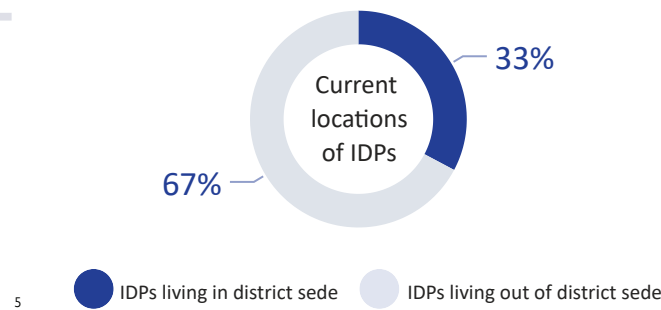 33%
Current
locations
of IDPs
67%
IDPs living in district sede
IDPs living out of district sede
5